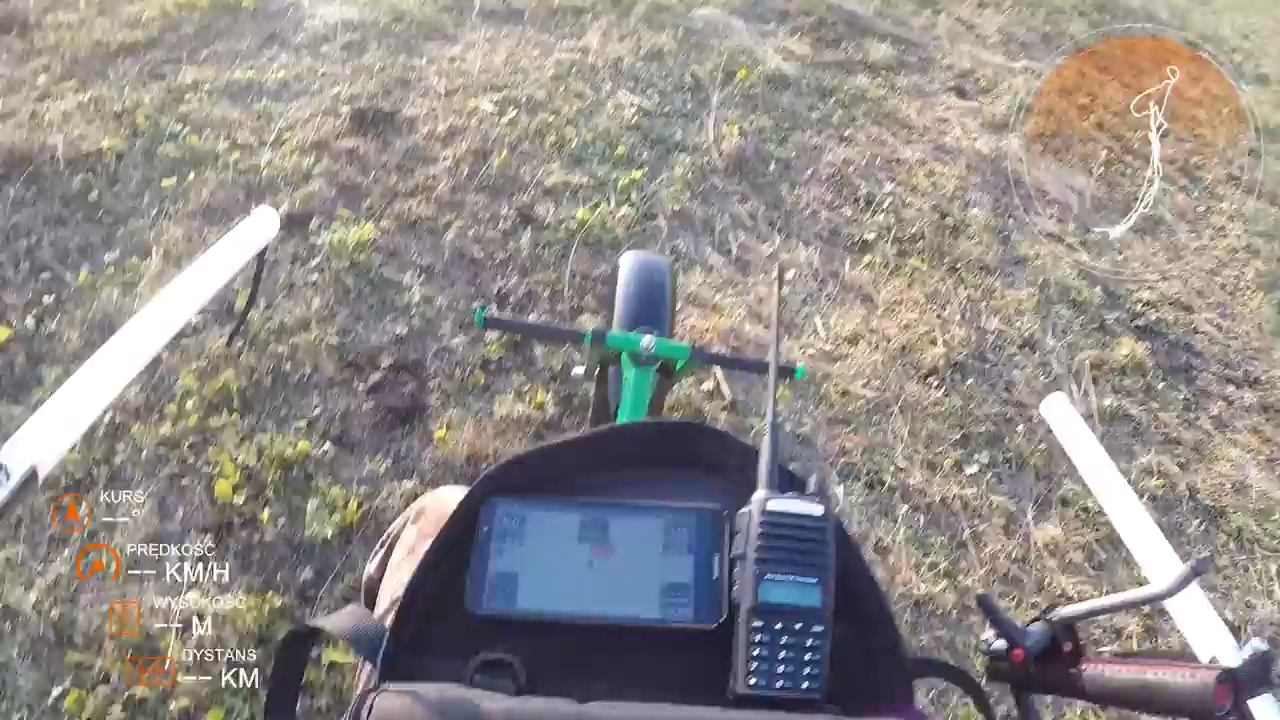 KURS
--°
PRĘDKOŚĆ
-- KM/H
WYSOKOŚĆ
-- M
DYSTANS
-- KM